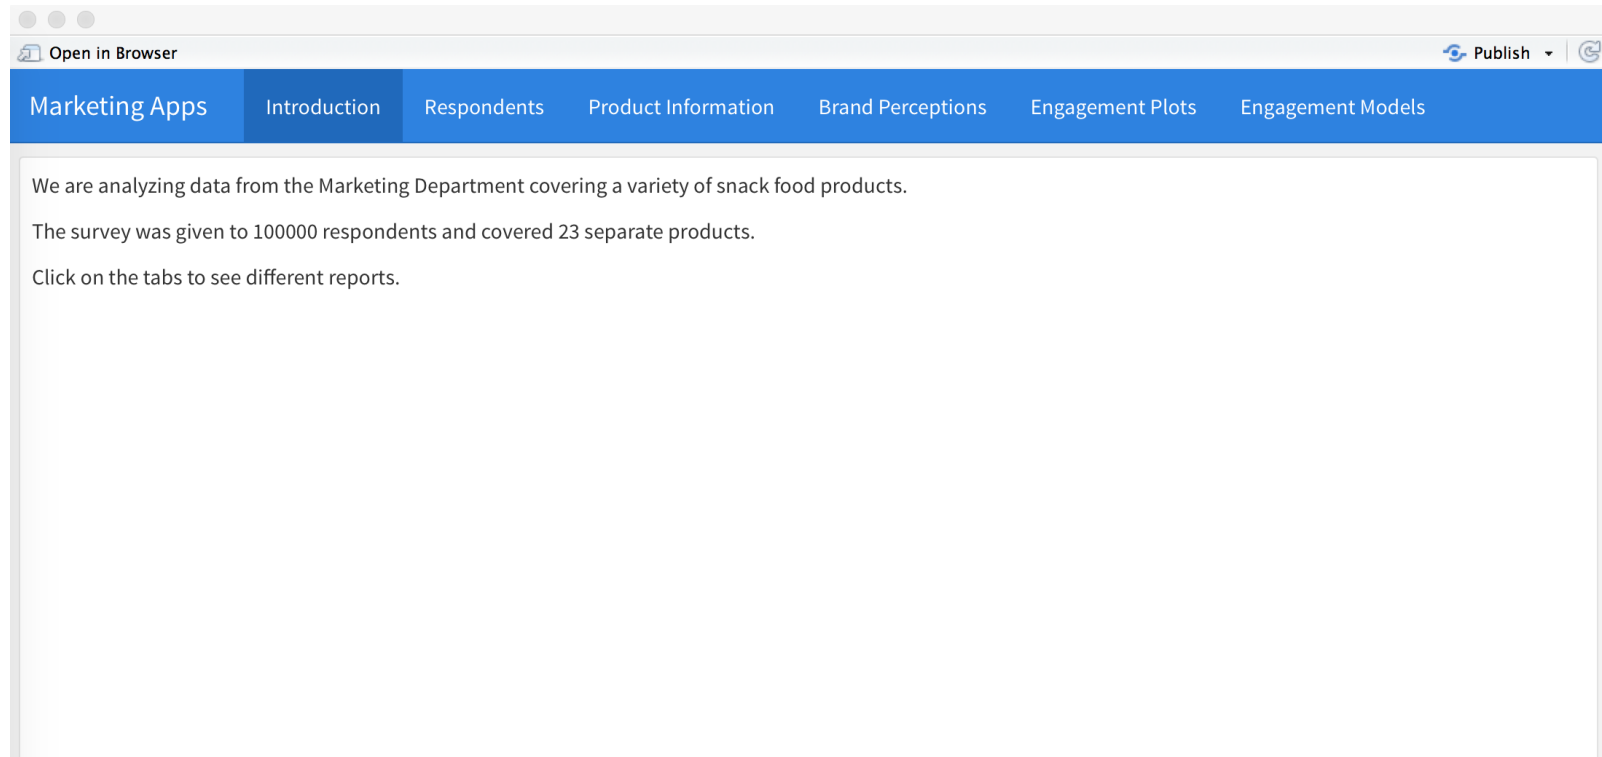 Open in Browser Publish
Marketing Apps Introduction Respondents Product Information Brand Perceptions Engagement Plots Engagement Models
We are analyzing data from the Marketing Department covering a variety of snack food products.
The survey was given to 100000 respondents and covered 23 separate products.
Click on the tabs to see different reports.